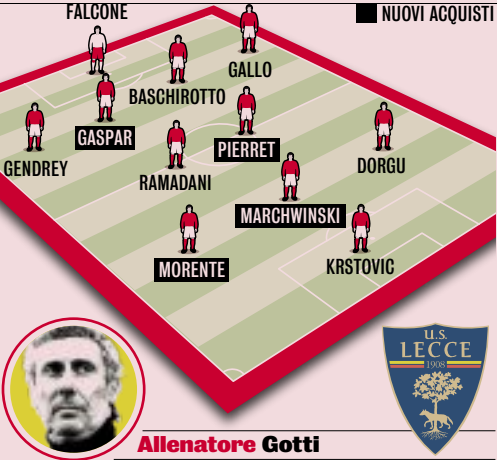 FALCONE
NUOVI ACQUISTI
GALLO
BASCHIROTTO
GASPAR
PIERRET
GENDREY
DORGU
RAMADANI
MARCHWINSKI
MORENTE
KRSTOVIC
U.S.
LECCE
1908
Allenatore Gotti